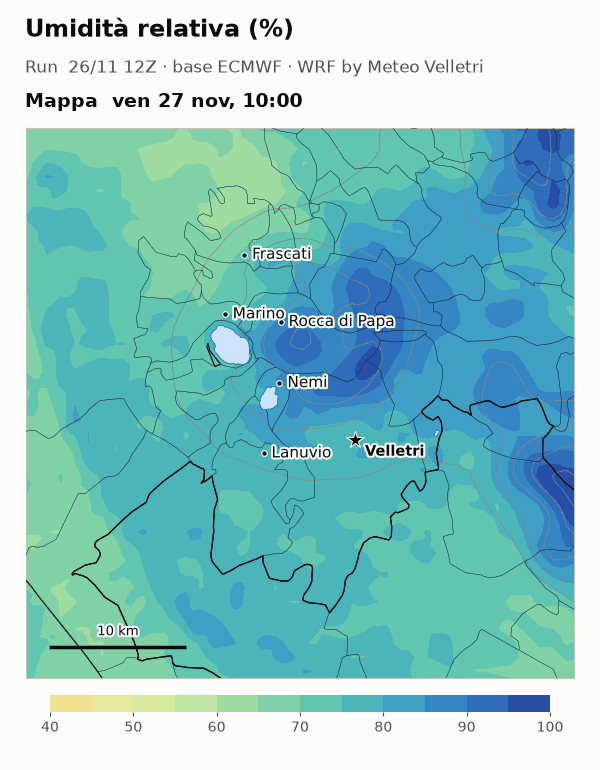 Umidità relativa (%)
Run  26/11 12Z · base ECMWF · WRF by Meteo Velletri
Mappa  ven 27 nov, 10:00
Frascati
Marino
Rocca di Papa
Nemi
Velletri
Lanuvio
10 km
40 50 60 70 80 90 100